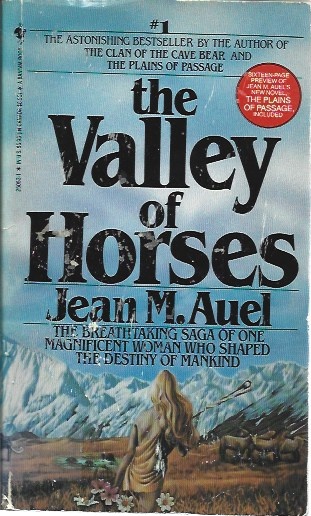 #1
THE ASTONISHING BESTSELLER BY THE AUTHOR OF
THE CLAN OF THE CAVE BEAR AND
THE PLAINS OF PASSAGE
SIXTEEN-PAGE
PREVIEW OF
JEAN M. AUEL'S
NEW NOVEL,
THE PLAINS
OF PASSAGE,
INCLUDED
the
Valley
of
Horses
Jean M. Auel
THE BREATHTAKING SAGA OF ONE
MAGNIFICENT WOMAN WHO SHAPED
THE DESTINY OF MANKIND